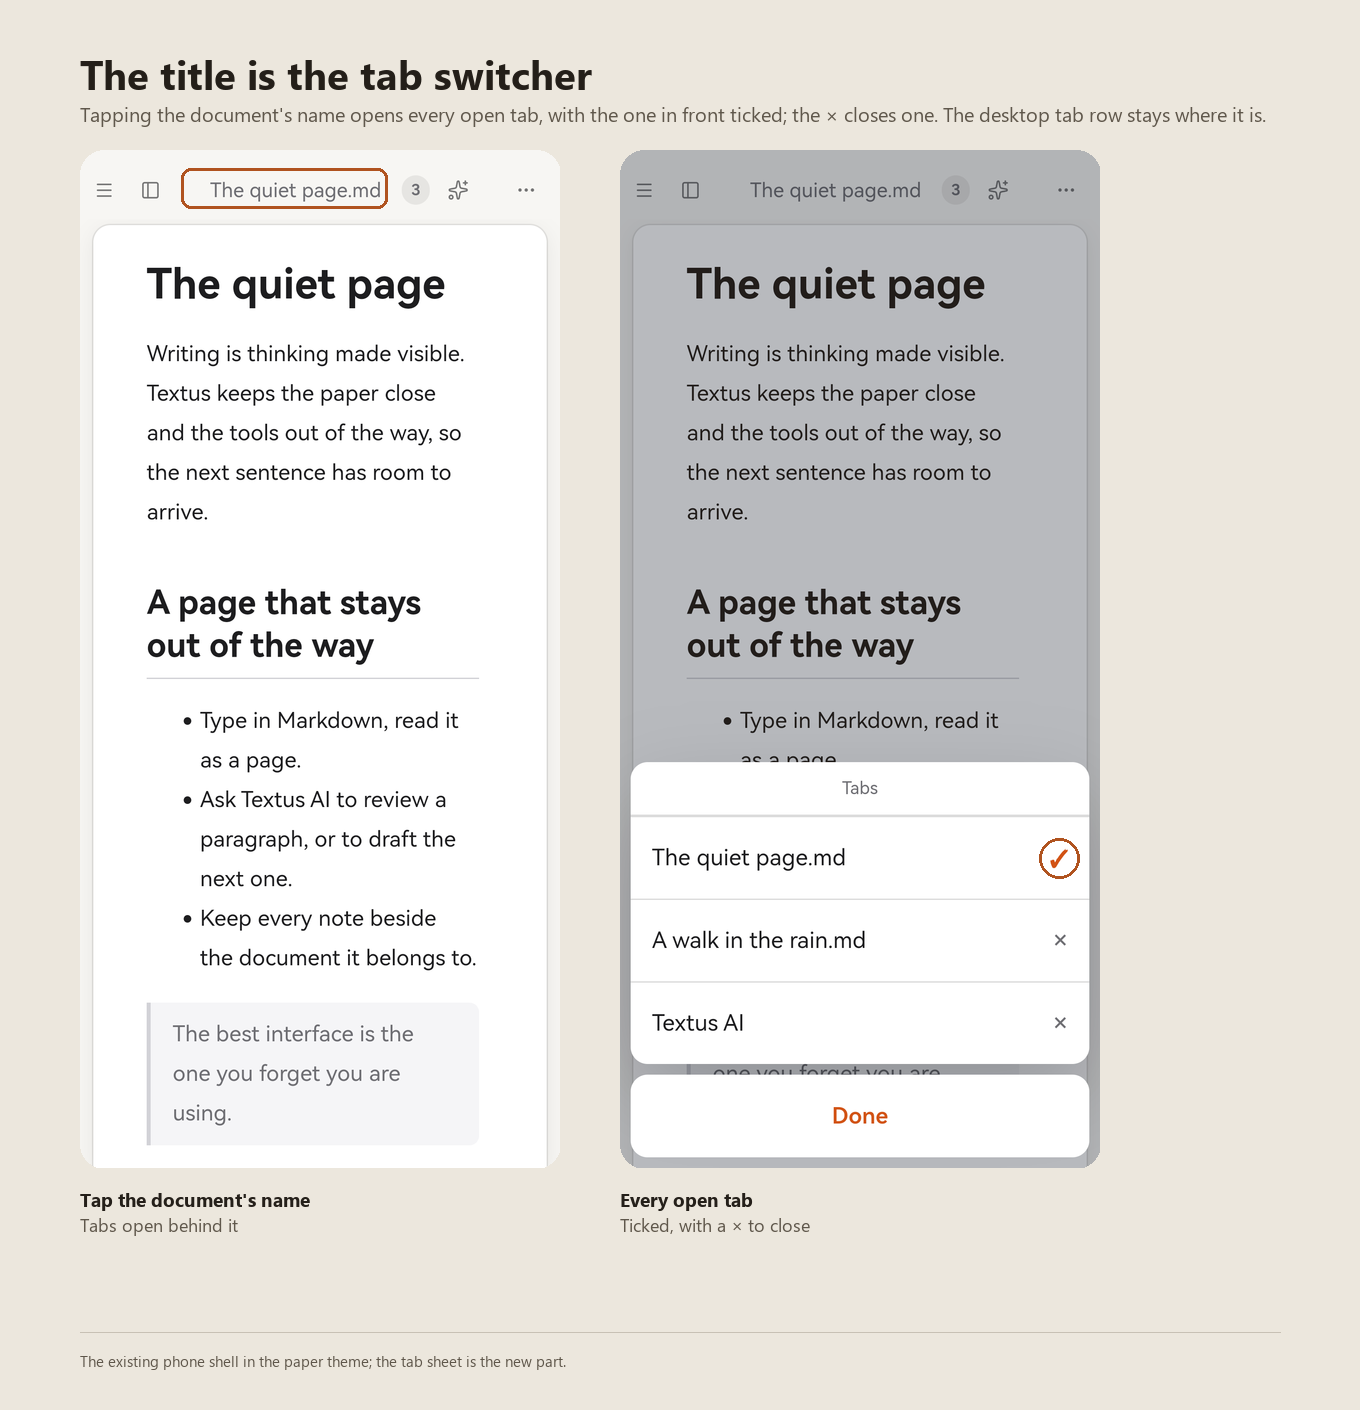 The title is the tab switcher
Tapping the document's name opens every open tab, with the one in front ticked; the × closes one. The desktop tab row stays where it is.
The quiet page.md 3
The quiet page
Writing is thinking made visible.
Textus keeps the paper close
and the tools out of the way, so
the next sentence has room to
arrive.
A page that stays
out of the way
• Type in Markdown, read it
as a page.
• Ask Textus AI to review a
paragraph, or to draft the
next one.
• Keep every note beside
the document it belongs to.
The best interface is the
one you forget you are
using.
Tap the document's name
Tabs open behind it
The quiet page.md 3
The quiet page
Writing is thinking made visible.
Textus keeps the paper close
and the tools out of the way, so
the next sentence has room to
arrive.
A page that stays
out of the way
• Type in Markdown, read it
as a page.
Tabs
The quiet page.md ✓
A walk in the rain.md ×
Textus AI ×
one you forget you are
Done
Every open tab
Ticked, with a × to close
The existing phone shell in the paper theme; the tab sheet is the new part.